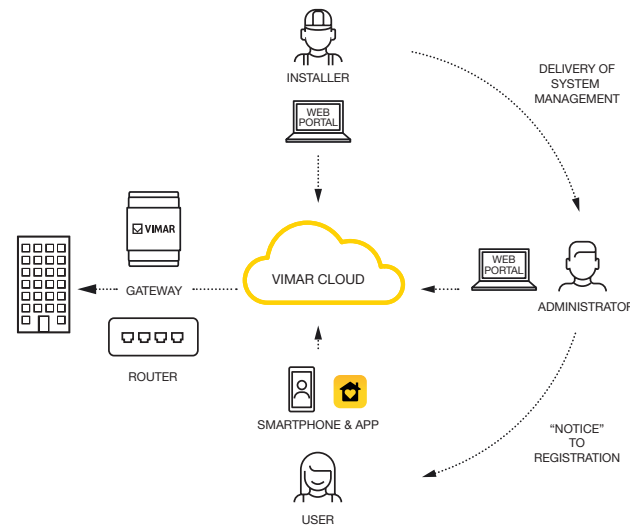 INSTALLER
WEB
PORTAL
DELIVERY OF
SYSTEM
MANAGEMENT
VIMAR
GATEWAY
ROUTER
VIMAR CLOUD
WEB
PORTAL
ADMINISTRATOR
SMARTPHONE & APP
USER
“NOTICE”
TO
REGISTRATION